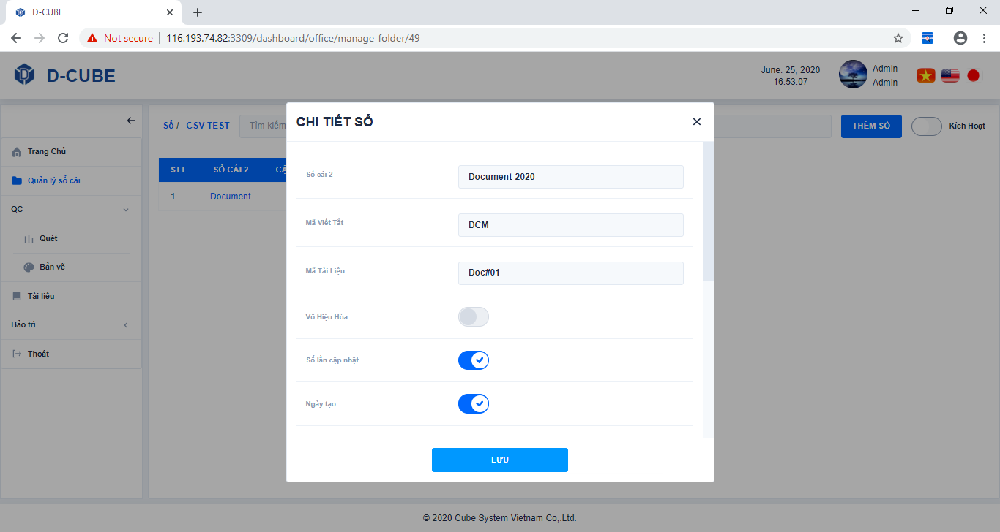 D-CUBE
Not secure
116.193.74.82:3309/dashboard/office/manage-folder/49
D-CUBE
June. 25, 2020
16:53:07
Admin
Admin
Sổ / CSV TEST
Tìm kiếm
THÊM SỔ
Kích Hoạt
Trang Chủ
Quản lý sổ cái
QC
Quét
Bản vẽ
Tài liệu
Bảo trì
Thoát
STT
SỔ CÁI 2
1
Document
-
CHI TIẾT SỔ
Sổ cái 2
Document-2020
Mã Viết Tắt
DCM
Mã Tài Liệu
Doc#01
Vô Hiệu Hóa
Số lần cập nhật
Ngày tạo
LƯU
© 2020 Cube System Vietnam Co,.Ltd.